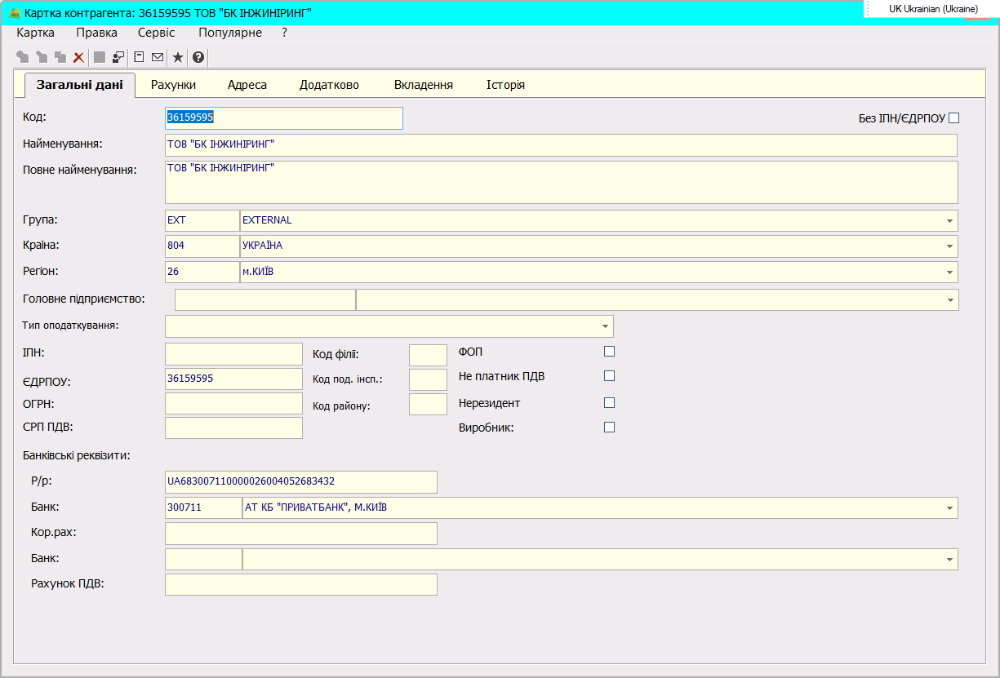 Картка контрагента: 36159595 ТОВ "БК ІНЖИНІРИНГ"
UK Ukrainian (Ukraine)
Картка Правка Сервіс Популярне ?
Загальні дані Рахунки Адреса Додатково Вкладення Історія
Код: 36159595 Без ІПН/ЄДРПОУ
Найменування: ТОВ "БК ІНЖИНІРИНГ"
Повне найменування: ТОВ "БК ІНЖИНІРИНГ"
Група: EXT EXTERNAL
Країна: 804 УКРАЇНА
Регіон: 26 м.КИЇВ
Головне підприємство:
Тип оподаткування:
ІПН: Код філії: ФОП
ЄДРПОУ: 36159595 Код под. інсп.: Не платник ПДВ
ОГРН: Код району: Нерезидент
СРП ПДВ: Виробник:
Банківські реквізити:
Р/р: UA683007110000026004052683432
Банк: 300711 АТ КБ "ПРИВАТБАНК", М.КИЇВ
Кор.рах:
Банк:
Рахунок ПДВ: